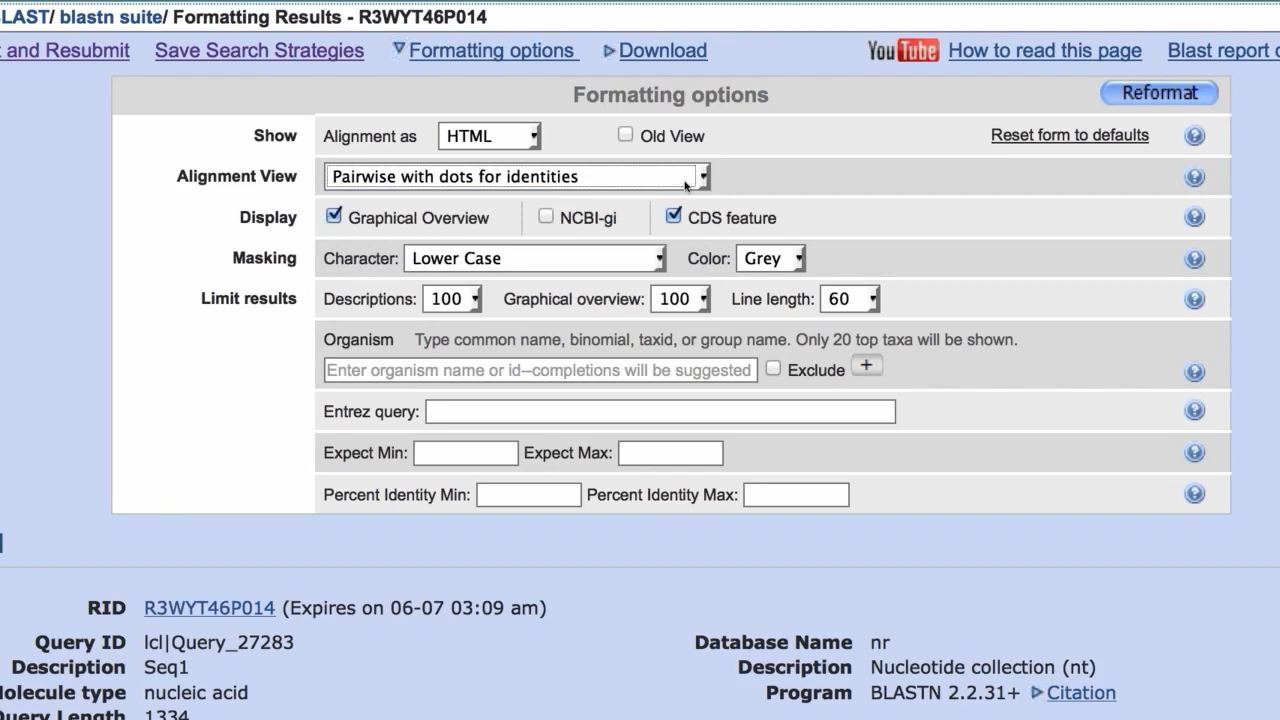 LAST/ blastn suite/ Formatting Results - R3WYT46P014
and Resubmit Save Search Strategies Formatting options Download YouTube How to read this page Blast report
Formatting options Reformat
Show Alignment as HTML Old View Reset form to defaults ?
Alignment View Pairwise with dots for identities ?
Display Graphical Overview NCBI-gi CDS feature ?
Masking Character: Lower Case Color: Grey ?
Limit results Descriptions: 100 Graphical overview: 100 Line length: 60 ?
Organism Type common name, binomial, taxid, or group name. Only 20 top taxa will be shown.
Enter organism name or id--completions will be suggested Exclude + ?
Entrez query: ?
Expect Min: Expect Max: ?
Percent Identity Min: Percent Identity Max: ?
RID R3WYT46P014 (Expires on 06-07 03:09 am)
Query ID lcl|Query_27283 Database Name nr
Description Seq1 Description Nucleotide collection (nt)
olecule type nucleic acid Program BLASTN 2.2.31+ Citation
Query Length 1334